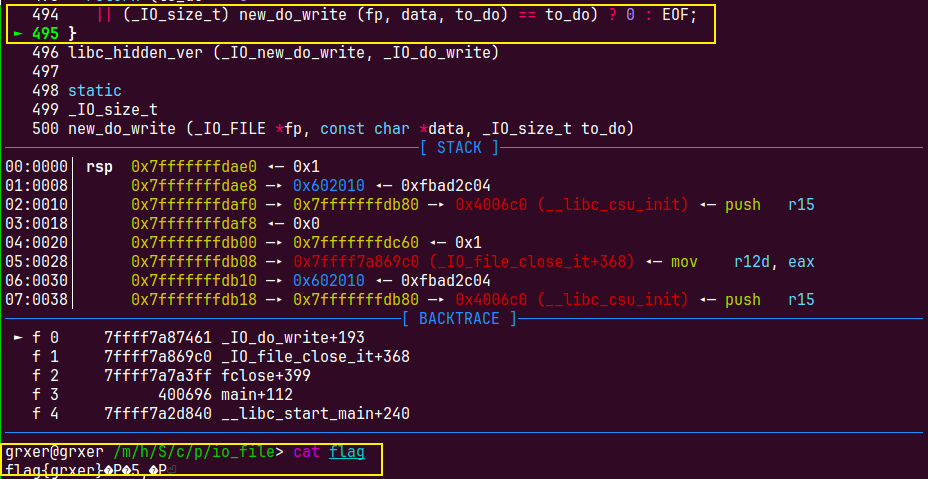 494   || (_IO_size_t) new_do_write (fp, data, to_do) == to_do) ? 0 : EOF;
► 495 }
496 libc_hidden_ver (_IO_new_do_write, _IO_do_write)
497
498 static
499 _IO_size_t
500 new_do_write (_IO_FILE *fp, const char *data, _IO_size_t to_do)
[ STACK ]
00:0000│ rsp  0x7fffffffdae0 ◂— 0x1
01:0008│      0x7fffffffdae8 —▸ 0x602010 ◂— 0xfbad2c04
02:0010│      0x7fffffffdaf0 —▸ 0x7fffffffdb80 —▸ 0x4006c0 (__libc_csu_init) ◂— push   r15
03:0018│      0x7fffffffdaf8 ◂— 0x0
04:0020│      0x7fffffffdb00 —▸ 0x7fffffffdc60 ◂— 0x1
05:0028│      0x7fffffffdb08 —▸ 0x7ffff7a869c0 (_IO_file_close_it+368) ◂— mov    r12d, eax
06:0030│      0x7fffffffdb10 —▸ 0x602010 ◂— 0xfbad2c04
07:0038│      0x7fffffffdb18 —▸ 0x7fffffffdb80 —▸ 0x4006c0 (__libc_csu_init) ◂— push   r15
[ BACKTRACE ]
► f 0     7ffff7a87461 _IO_do_write+193
f 1     7ffff7a869c0 _IO_file_close_it+368
f 2     7ffff7a7a3ff fclose+399
f 3           400696 main+112
f 4     7ffff7a2d840 __libc_start_main+240
grxer@grxer /m/h/S/c/p/io_file> cat flag
flag{grxer}�P�5,�P⏎